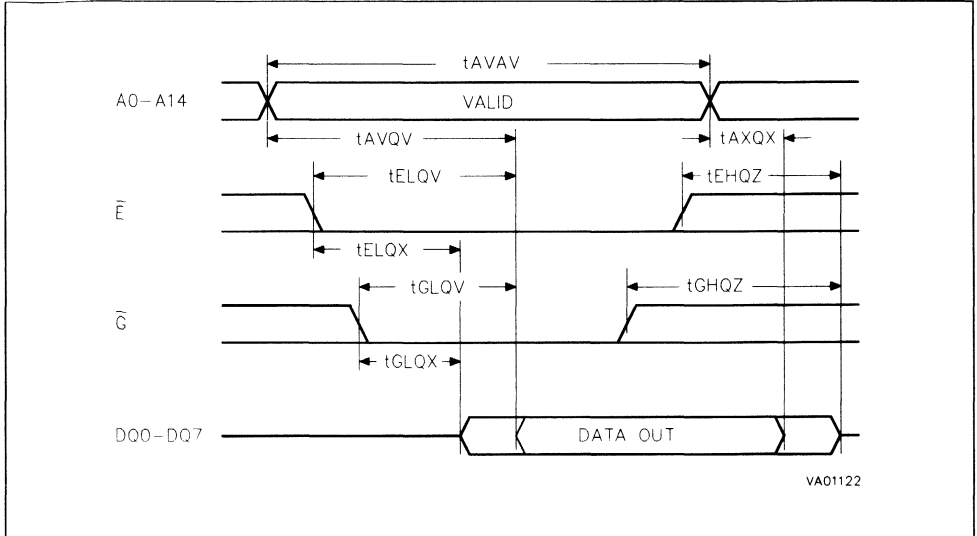 tAVAV
A0–A14 VALID
tAVQV tAXQX
tELQV tEHQZ
E̅
tELQX
tGLQV tGHQZ
G̅
tGLQX
DQ0–DQ7 DATA OUT
VA01122